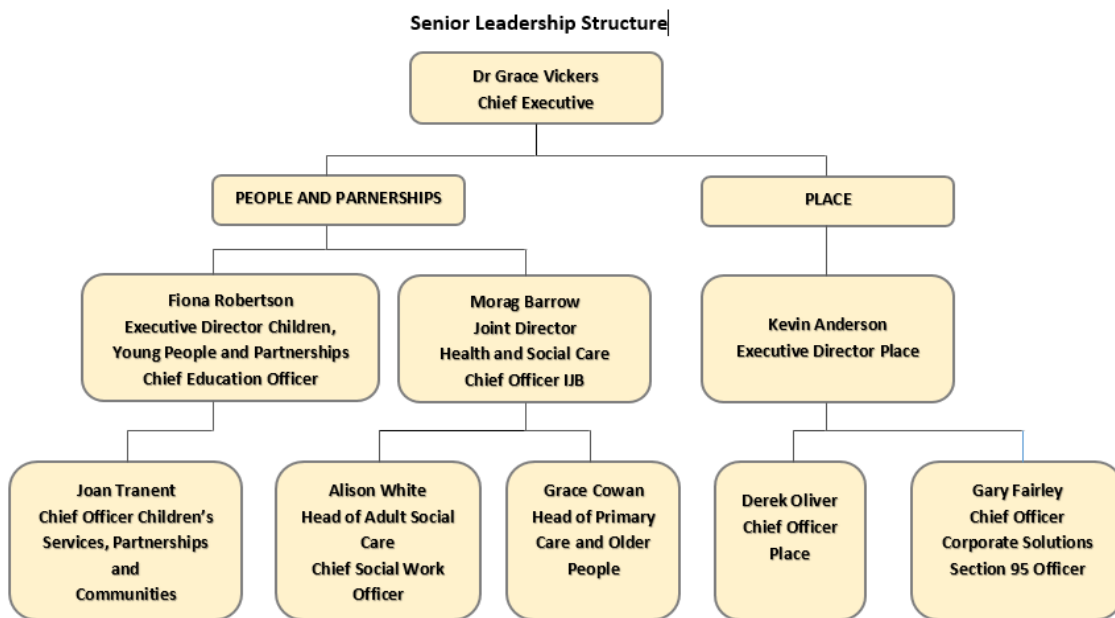 Senior Leadership Structure
Dr Grace Vickers
Chief Executive
PEOPLE AND PARNERSHIPS
PLACE
Fiona Robertson
Executive Director Children,
Young People and Partnerships
Chief Education Officer
Morag Barrow
Joint Director
Health and Social Care
Chief Officer IJB
Kevin Anderson
Executive Director Place
Joan Tranent
Chief Officer Children’s
Services, Partnerships
and
Communities
Alison White
Head of Adult Social
Care
Chief Social Work
Officer
Grace Cowan
Head of Primary
Care and Older
People
Derek Oliver
Chief Officer
Place
Gary Fairley
Chief Officer
Corporate Solutions
Section 95 Officer